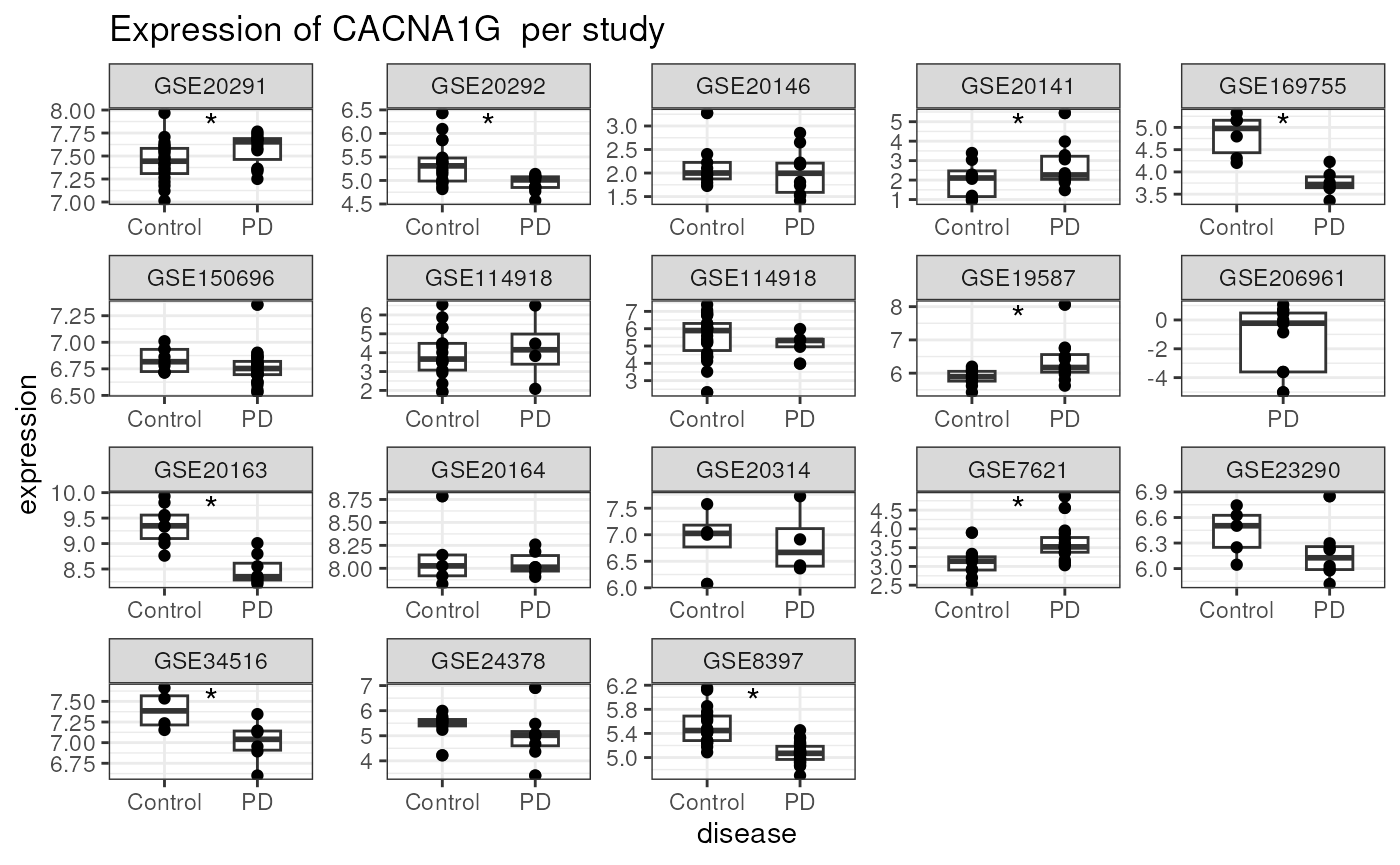 Expression of CACNA1G  per study
GSE20291 GSE20292 GSE20146 GSE20141 GSE169755
8.00 7.75 7.50 7.25 7.00
6.5 6.0 5.5 5.0 4.5
3.0 2.5 2.0 1.5
5 4 3 2 1
5.0 4.5 4.0 3.5
* * * *
Control PD Control PD Control PD Control PD Control PD
GSE150696 GSE114918 GSE114918 GSE19587 GSE206961
7.25 7.00 6.75 6.50
6 5 4 3 2
7 6 5 4 3
8 7 6
0 -2 -4
*
Control PD Control PD Control PD Control PD PD
GSE20163 GSE20164 GSE20314 GSE7621 GSE23290
10.0 9.5 9.0 8.5
8.75 8.50 8.25 8.00
7.5 7.0 6.5 6.0
4.5 4.0 3.5 3.0 2.5
6.9 6.6 6.3 6.0
* *
Control PD Control PD Control PD Control PD Control PD
GSE34516 GSE24378 GSE8397
7.50 7.25 7.00 6.75
7 6 5 4
6.2 5.8 5.4 5.0
* *
Control PD Control PD Control PD
expression
disease